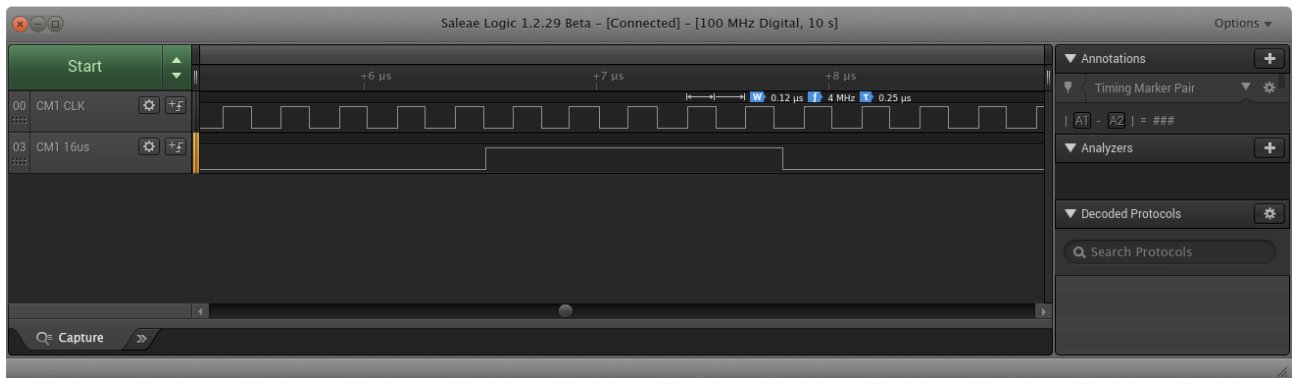 Saleae Logic 1.2.29 Beta – [Connected] – [100 MHz Digital, 10 s]
Options
Start
+6 µs
+7 µs
+8 µs
Annotations
Timing Marker Pair
| A1 - A2 | = ###
00 CM1 CLK
W 0.12 µs f 4 MHz T 0.25 µs
03 CM1 16us
Analyzers
Decoded Protocols
Search Protocols
Capture